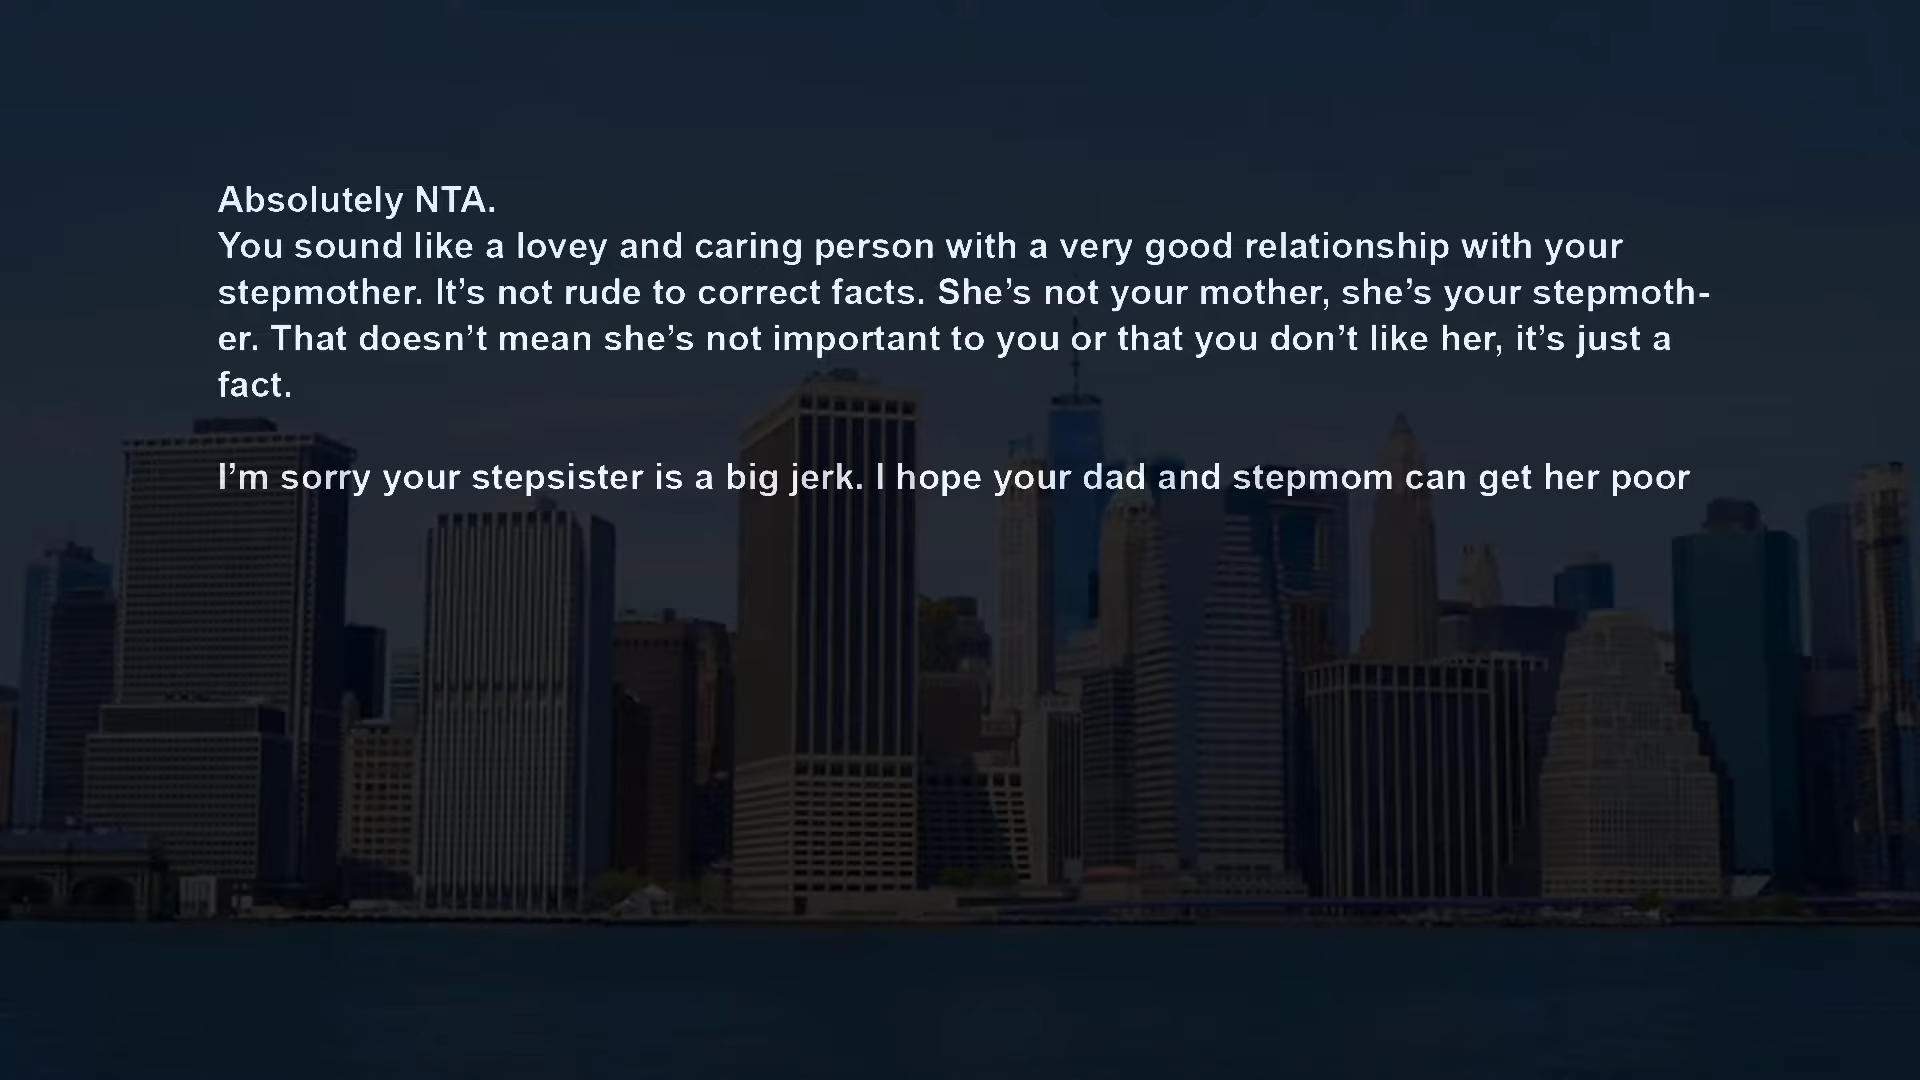 Absolutely NTA.
You sound like a lovey and caring person with a very good relationship with your
stepmother. It’s not rude to correct facts. She’s not your mother, she’s your stepmoth-
er. That doesn’t mean she’s not important to you or that you don’t like her, it’s just a
fact.
I’m sorry your stepsister is a big jerk. I hope your dad and stepmom can get her poor